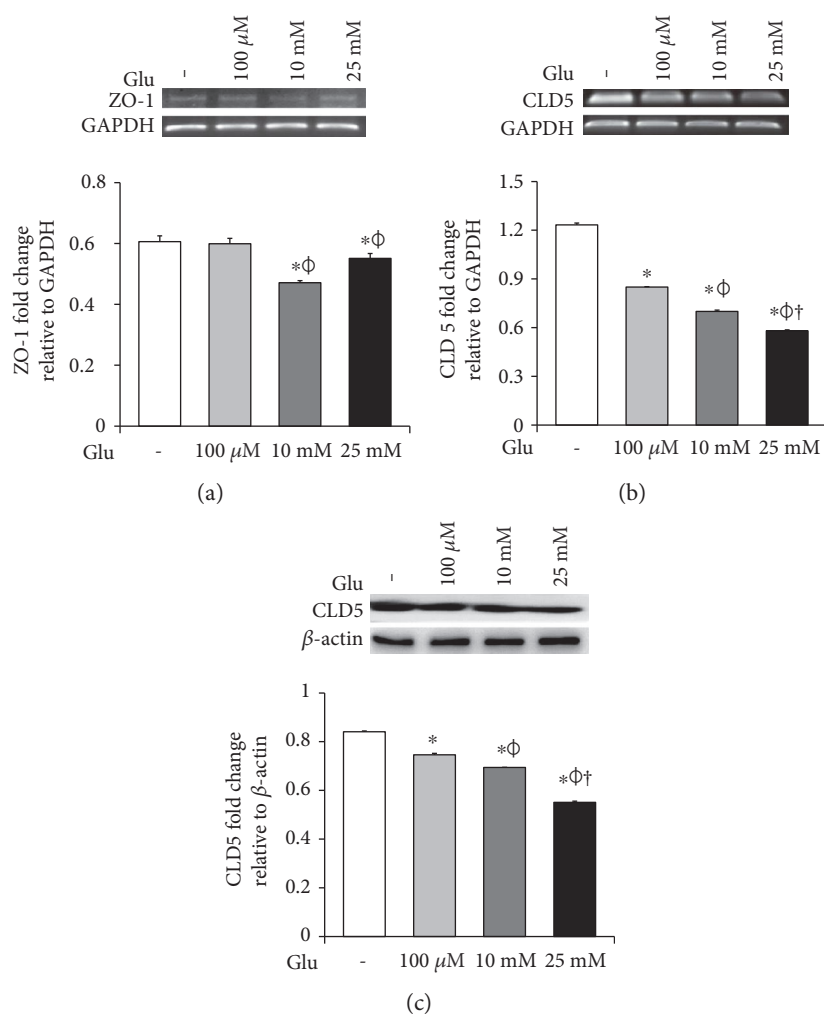 Glu - 100 μM 10 mM 25 mM
ZO-1
GAPDH
ZO-1 fold change
relative to GAPDH
0.8
0.6
0.4
0.2
0
*ϕ
*ϕ
Glu - 100 μM 10 mM 25 mM
(a)
Glu - 100 μM 10 mM 25 mM
CLD5
GAPDH
CLD 5 fold change
relative to GAPDH
1.5
1.2
0.9
0.6
0.3
0
*
*ϕ
*ϕ†
Glu - 100 μM 10 mM 25 mM
(b)
Glu - 100 μM 10 mM 25 mM
CLD5
β-actin
CLD5 fold change
relative to β-actin
1
0.8
0.6
0.4
0.2
0
*
*ϕ
*ϕ†
Glu - 100 μM 10 mM 25 mM
(c)